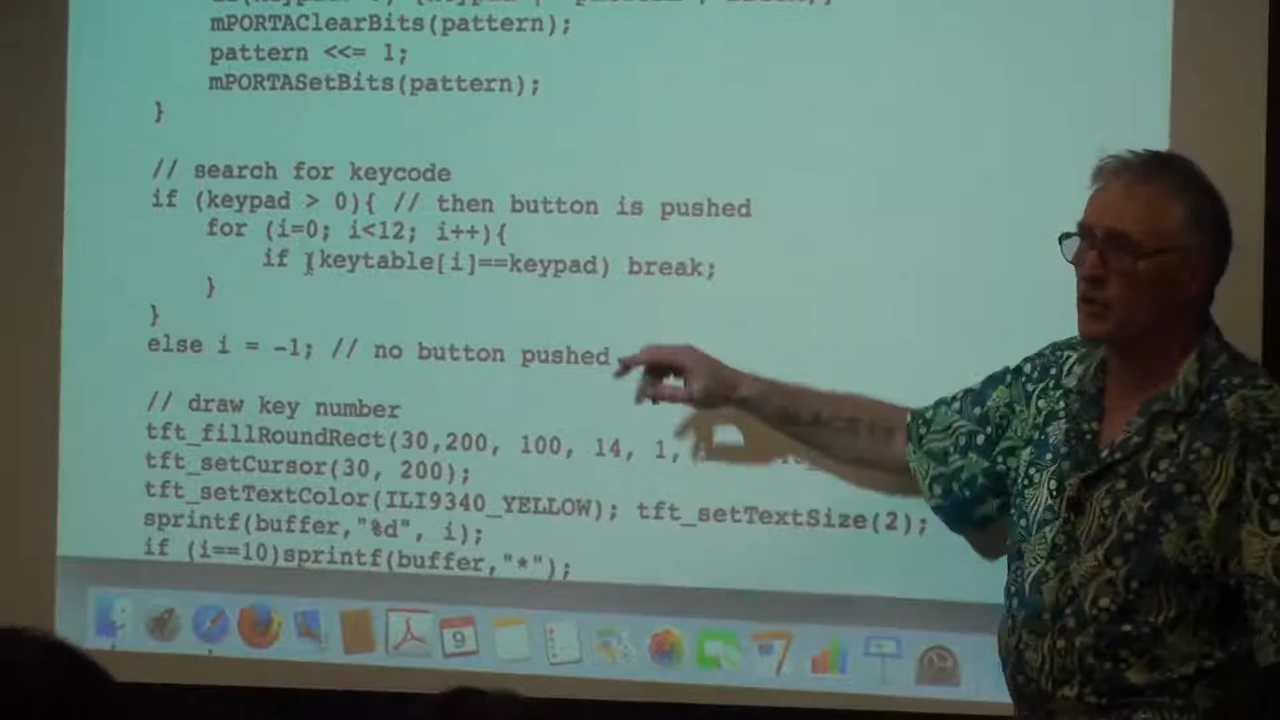 mPORTAClearBits(pattern);
pattern <<= 1;
mPORTASetBits(pattern);
}
// search for keycode
if (keypad > 0){ // then button is pushed
for (i=0; i<12; i++){
if (keytable[i]==keypad) break;
}
}
else i = -1; // no button pushed
// draw key number
tft_fillRoundRect(30,200, 100, 14, 1,
tft_setCursor(30, 200);
tft_setTextColor(ILI9340_YELLOW); tft_setTextSize(2);
sprintf(buffer,"%d", i);
if (i==10)sprintf(buffer,"*");
9